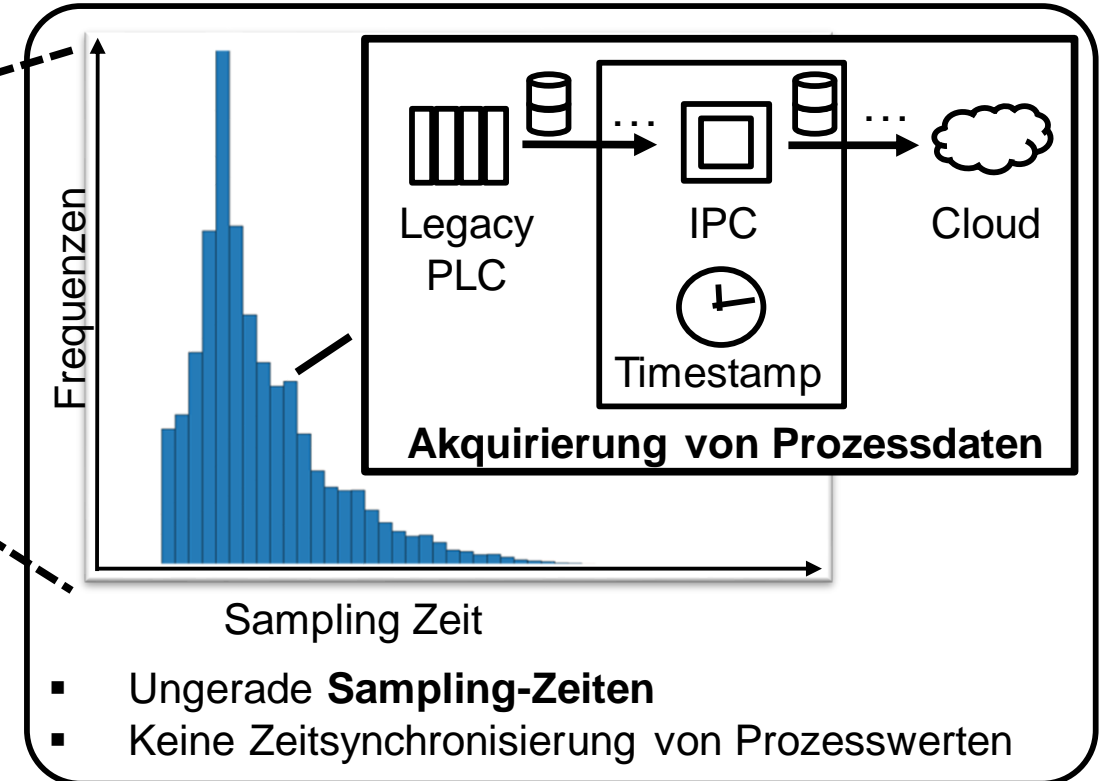 Frequenzen
...
...
Legacy
PLC
IPC
Cloud
Timestamp
Akquirierung von Prozessdaten
Sampling Zeit
▪ Ungerade Sampling-Zeiten
▪ Keine Zeitsynchronisierung von Prozesswerten